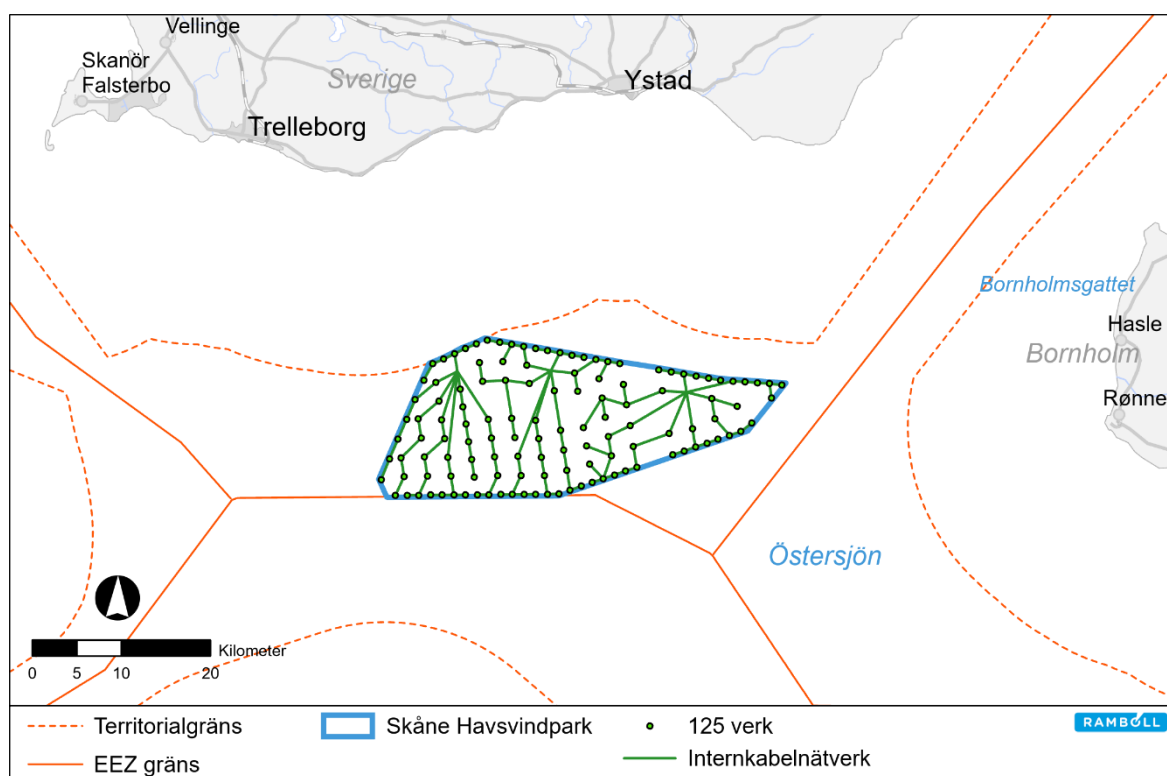 Vellinge
Skanör
Falsterbo
Sverige
Ystad
Trelleborg
Bornholmsgattet
Hasle
Bornholm
Rønne
Östersjön
Kilometer
0 5 10 20
Territorialgräns
Skåne Havsvindpark
125 verk
RAMBOLL
EEZ gräns
Internkabelnätverk